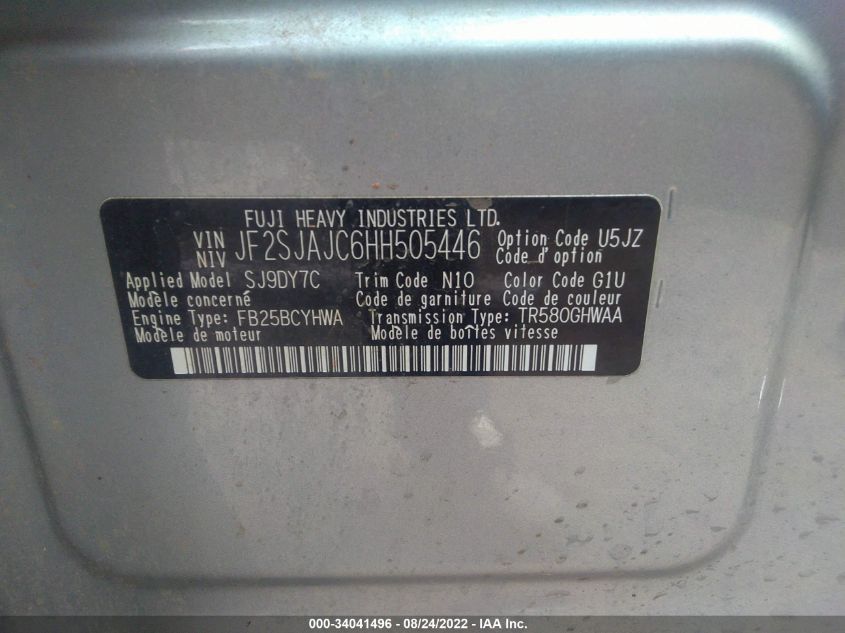 FUJI HEAVY INDUSTRIES LTD.
VIN NIV JF2SJAJC6HH505446 Option Code U5JZ
Code d'option
Applied Model SJ9DY7C Trim Code N10 Color Code G1U
Modèle concerné Code de garniture Code de couleur
Engine Type: FB25BCYHWA Transmission Type: TR580GHWAA
Modèle de moteur Modèle de boîtes vitesse
000-34041496 - 08/24/2022 - IAA Inc.